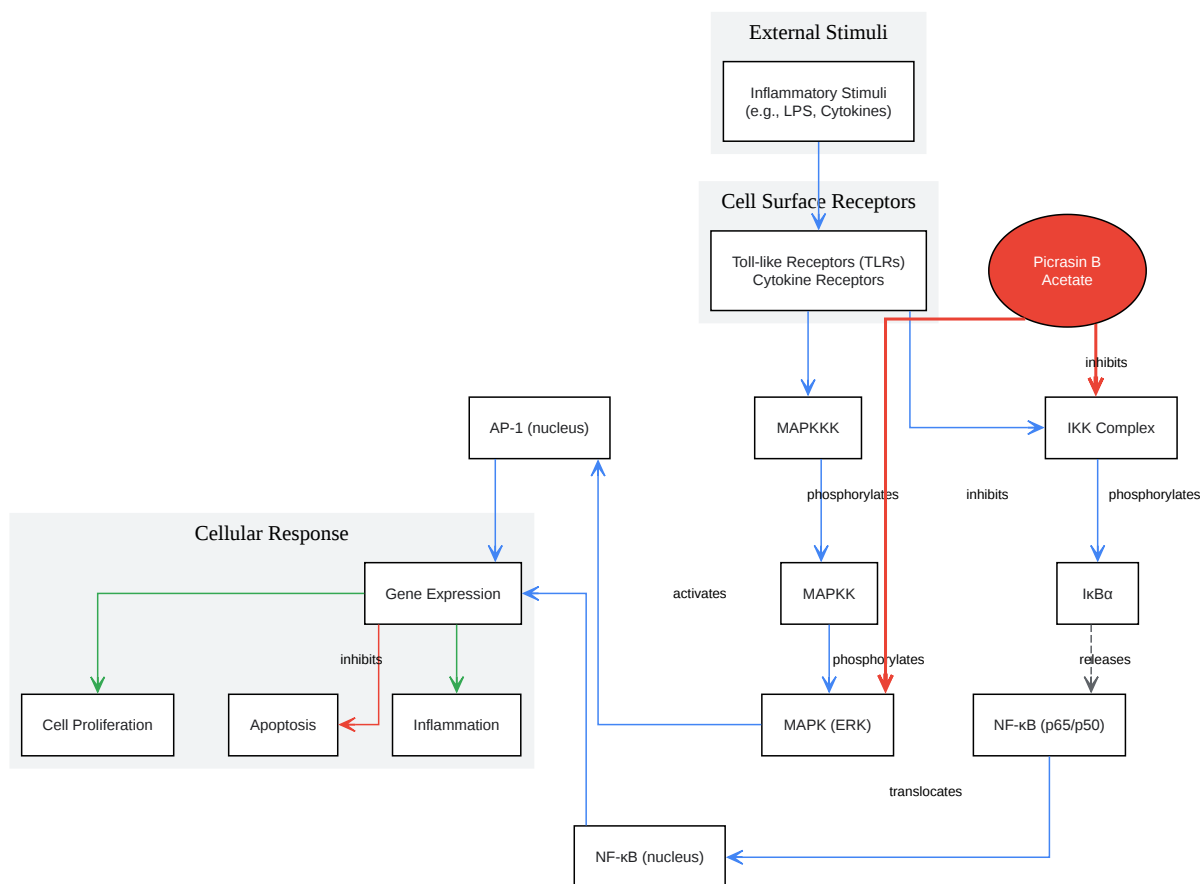 External Stimuli
Inflammatory Stimuli
(e.g., LPS, Cytokines)
Cell Surface Receptors
Toll-like Receptors (TLRs)
Cytokine Receptors
Picrasin B
Acetate
inhibits
AP-1 (nucleus)
MAPKKK
IKK Complex
phosphorylates
inhibits
phosphorylates
Cellular Response
Gene Expression
activates
MAPKK
IκBα
inhibits
phosphorylates
releases
Cell Proliferation
Apoptosis
Inflammation
MAPK (ERK)
NF-κB (p65/p50)
translocates
NF-κB (nucleus)